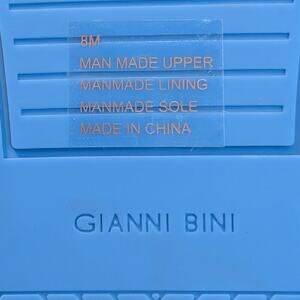 8M
MAN MADE UPPER
MANMADE LINING
MANMADE SOLE
MADE IN CHINA
GIANNI BINI